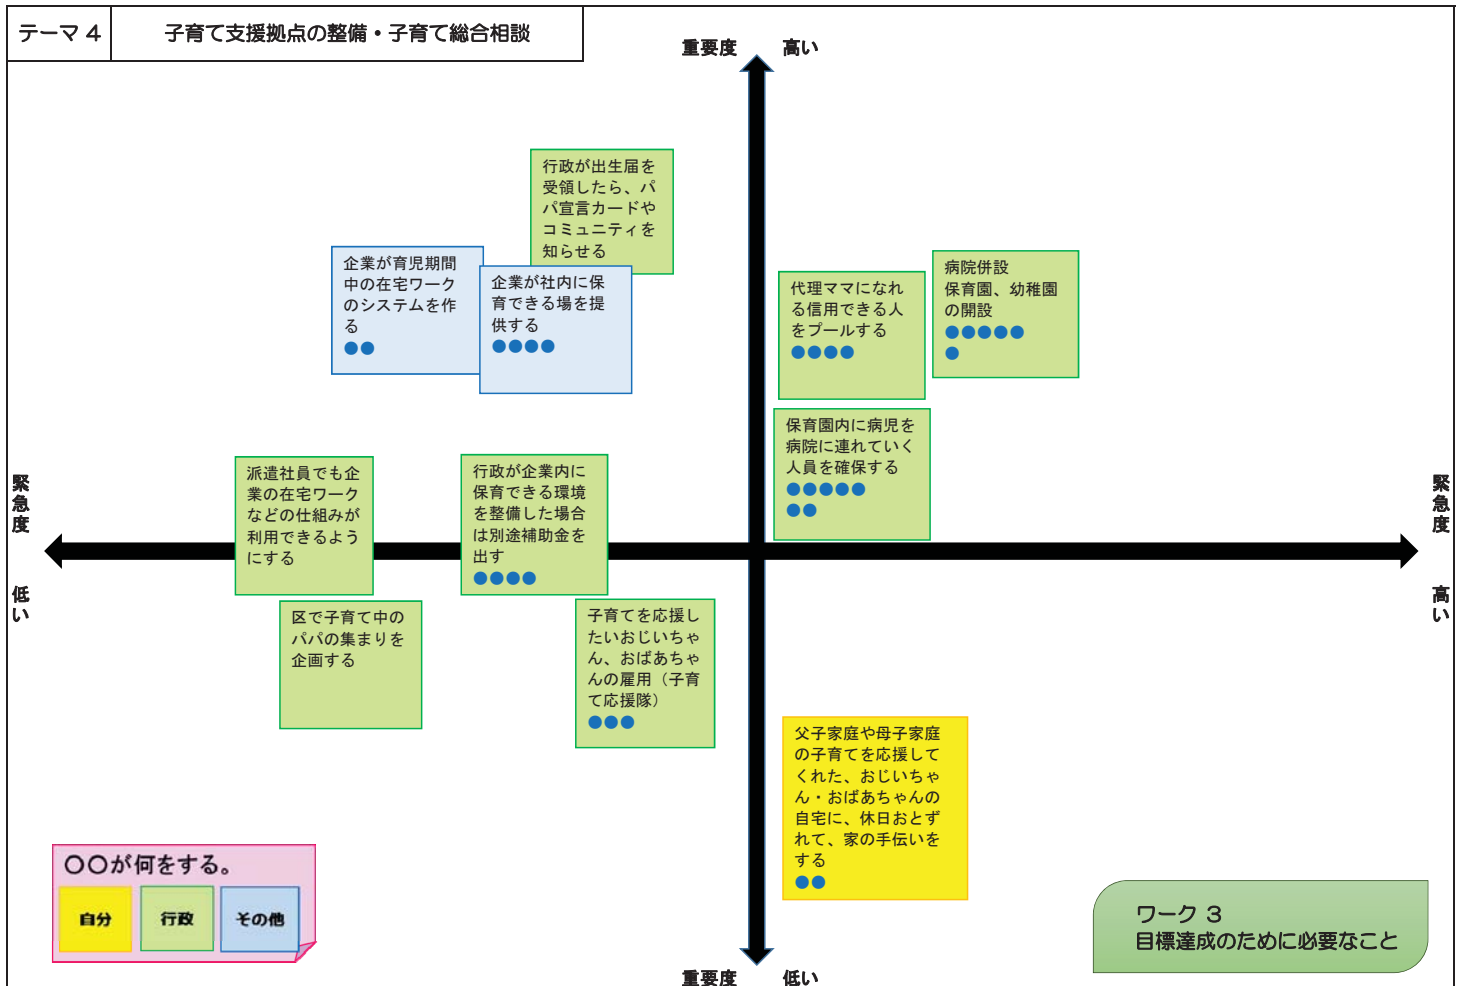 テーマ 4
子育て支援拠点の整備・子育て総合相談
重要度 高い
行政が出生届を
受領したら、パ
パ宣言カードや
コミュニティを
知らせる
企業が育児期間
中の在宅ワーク
のシステムを作
る
●●
企業が社内に保
育できる場を提
供する
●●●●
代理ママになれ
る信用できる人
をプールする
●●●●
病院併設
保育園、幼稚園
の開設
●●●●●
●
保育園内に病児を
病院に連れていく
人員を確保する
●●●●●
●●
緊急度 低い
派遣社員でも企
業の在宅ワーク
などの仕組みが
利用できるよう
にする
行政が企業内に
保育できる環境
を整備した場合
は別途補助金を
出す
●●●●
緊急度 高い
区で子育て中の
パパの集まりを
企画する
子育てを応援し
たいおじいちゃ
ん、おばあちゃ
んの雇用（子育
て応援隊）
●●●
父子家庭や母子家庭
の子育てを応援して
くれた、おじいちゃ
ん・おばあちゃんの
自宅に、休日おとず
れて、家の手伝いを
する
●●
〇〇が何をする。
自分
行政
その他
ワーク 3
目標達成のために必要なこと
重要度 低い